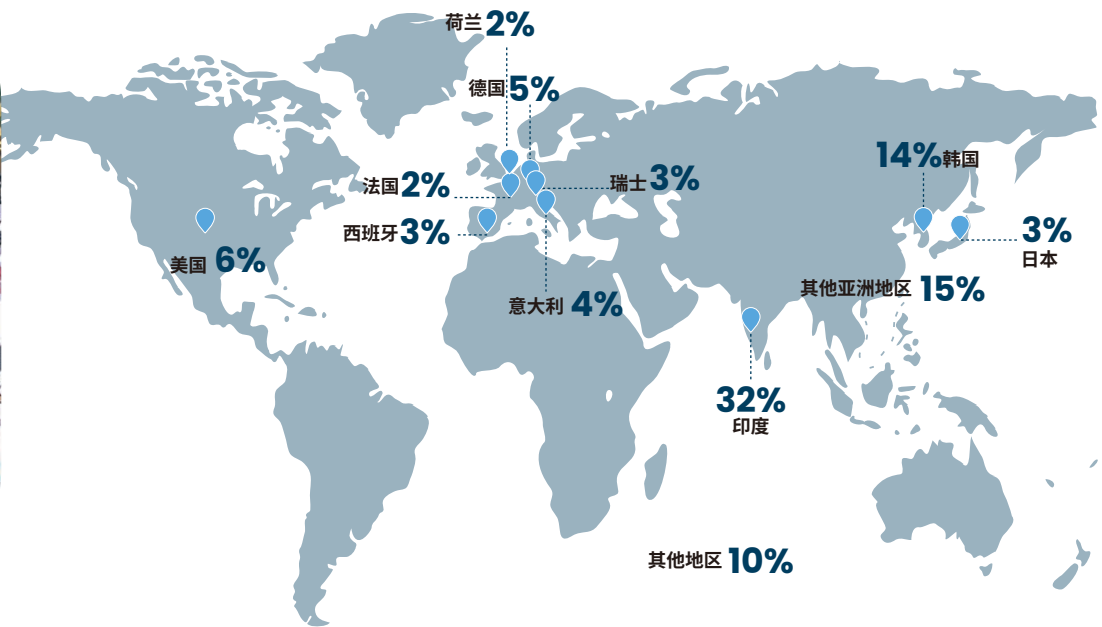 荷兰 2%
德国 5%
法国 2%
瑞士 3%
西班牙 3%
美国 6%
意大利 4%
14% 韩国
3%
日本
其他亚洲地区 15%
32%
印度
其他地区 10%